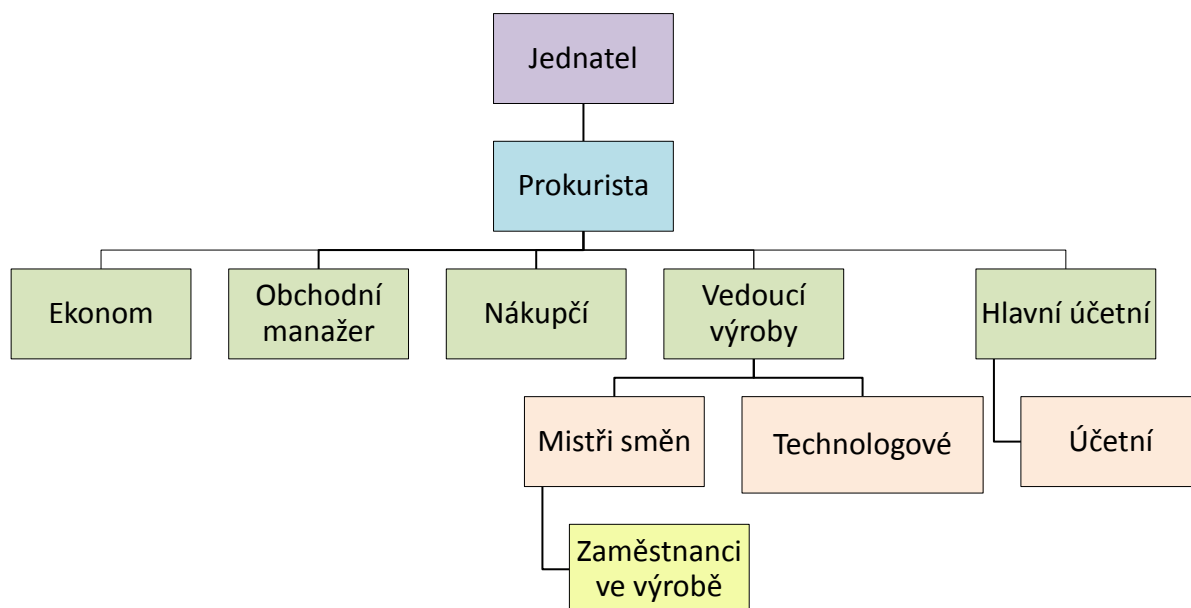 Jednatel
Prokurista
Ekonom
Obchodní
manažer
Nákupčí
Vedoucí
výroby
Hlavní účetní
Mistři směn
Technologové
Účetní
Zaměstnanci
ve výrobě